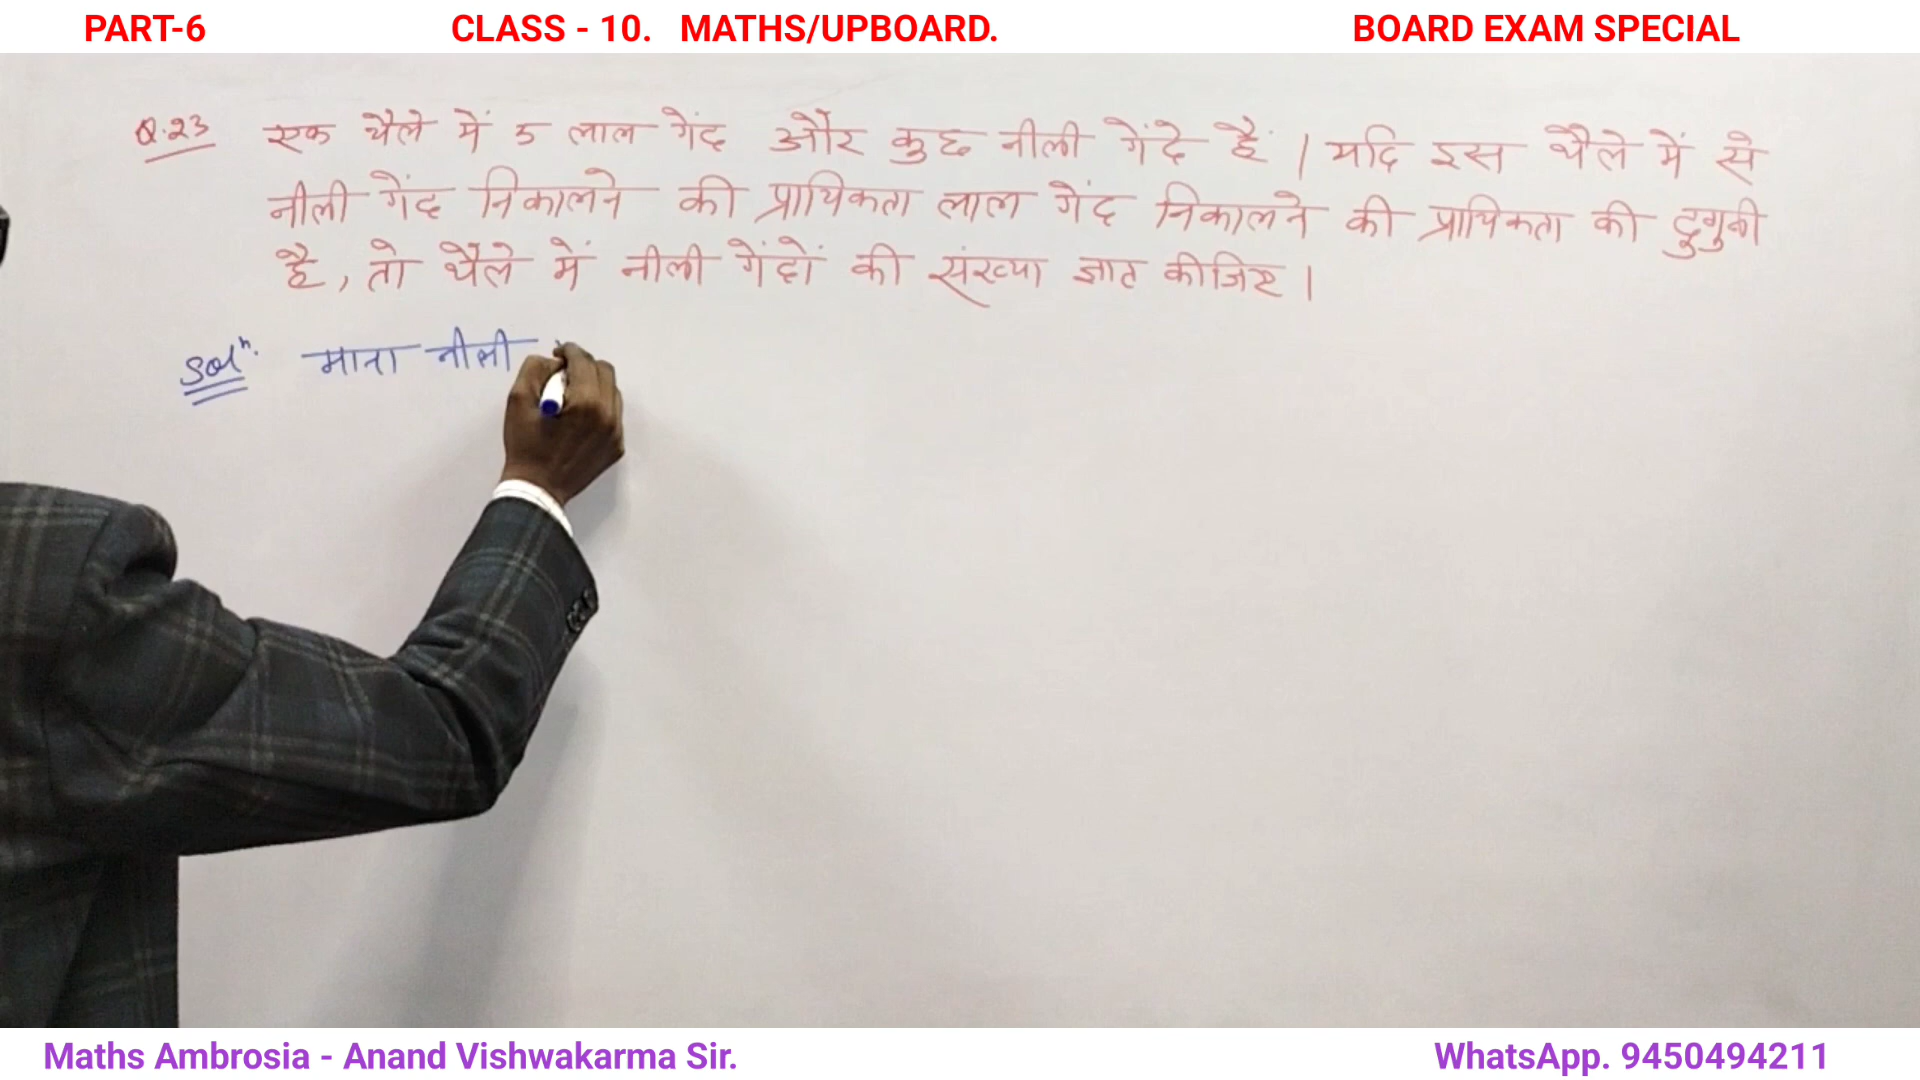 PART-6 CLASS - 10. MATHS/UPBOARD. BOARD EXAM SPECIAL
Q.23 एक थैले में 5 लाल गेंद और कुछ नीली गेंदे हैं । यदि इस थैले में से
नीली गेंद निकालने की प्रायिकता लाल गेंद निकालने की प्रायिकता की दुगुनी
है, तो थैले में नीली गेंदों की संख्या ज्ञात कीजिए ।
Solⁿ. माना नीली
Maths Ambrosia - Anand Vishwakarma Sir. WhatsApp. 9450494211